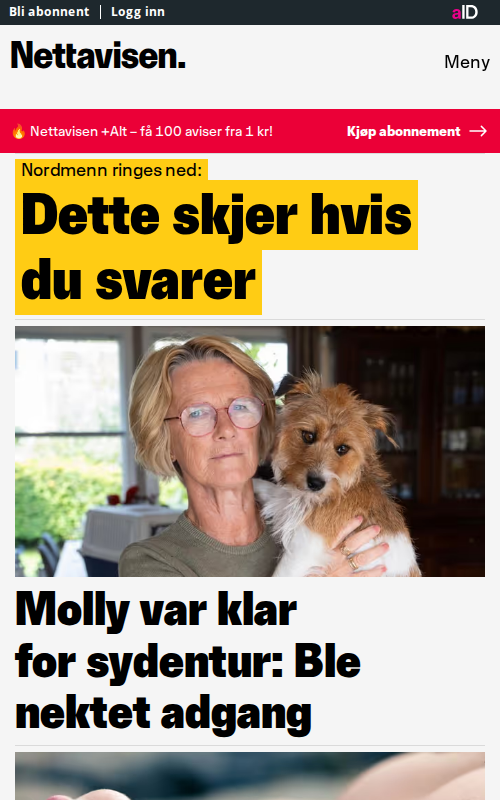 Bli abonnent | Logg inn
aID
Nettavisen.
Meny
🔥 Nettavisen +Alt – få 100 aviser fra 1 kr!
Kjøp abonnement →
Nordmenn ringes ned:
Dette skjer hvis
du svarer
Molly var klar
for sydentur: Ble
nektet adgang